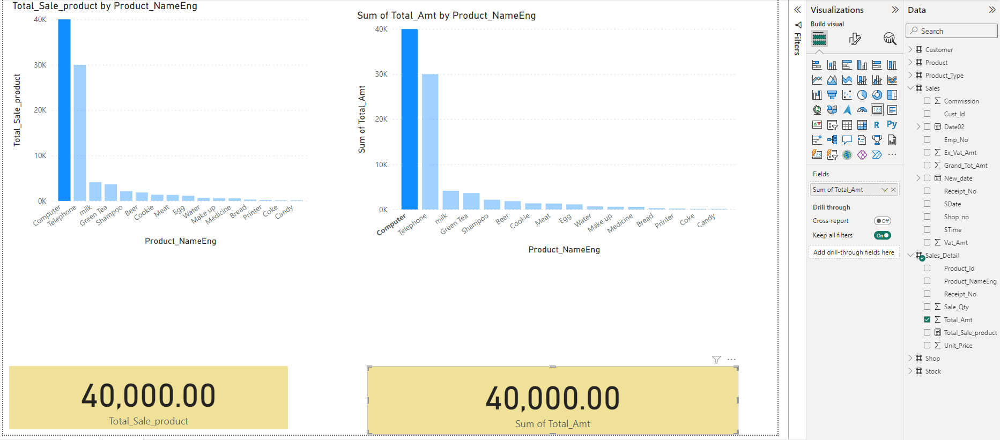 Total_Sale_product by Product_NameEng
40K
30K
20K
10K
0K
Total_Sale_product
Computer
Telephone
milk
Green Tea
Shampoo
Beer
Cookie
Meat
Egg
Water
Make up
Medicine
Bread
Printer
Coke
Candy
Product_NameEng
Sum of Total_Amt by Product_NameEng
40K
30K
20K
10K
0K
Sum of Total_Amt
Computer
Telephone
milk
Green Tea
Shampoo
Beer
Cookie
Meat
Egg
Water
Make up
Medicine
Bread
Printer
Coke
Candy
Product_NameEng
40,000.00
Total_Sale_product
40,000.00
Sum of Total_Amt
Filters
Visualizations
Build visual
123
R
Py
123
Fields
Sum of Total_Amt
Drill through
Cross-report
Off
Keep all filters
On
Add drill-through fields here
Data
Search
Customer
Product
Product_Type
Sales
Commission
Cust_Id
Date02
Emp_No
Ex_Vat_Amt
Grand_Tot_Amt
New_date
Receipt_No
SDate
Shop_no
STime
Vat_Amt
Sales_Detail
Product_Id
Product_NameEng
Receipt_No
Sale_Qty
Total_Amt
Total_Sale_product
Unit_Price
Shop
Stock